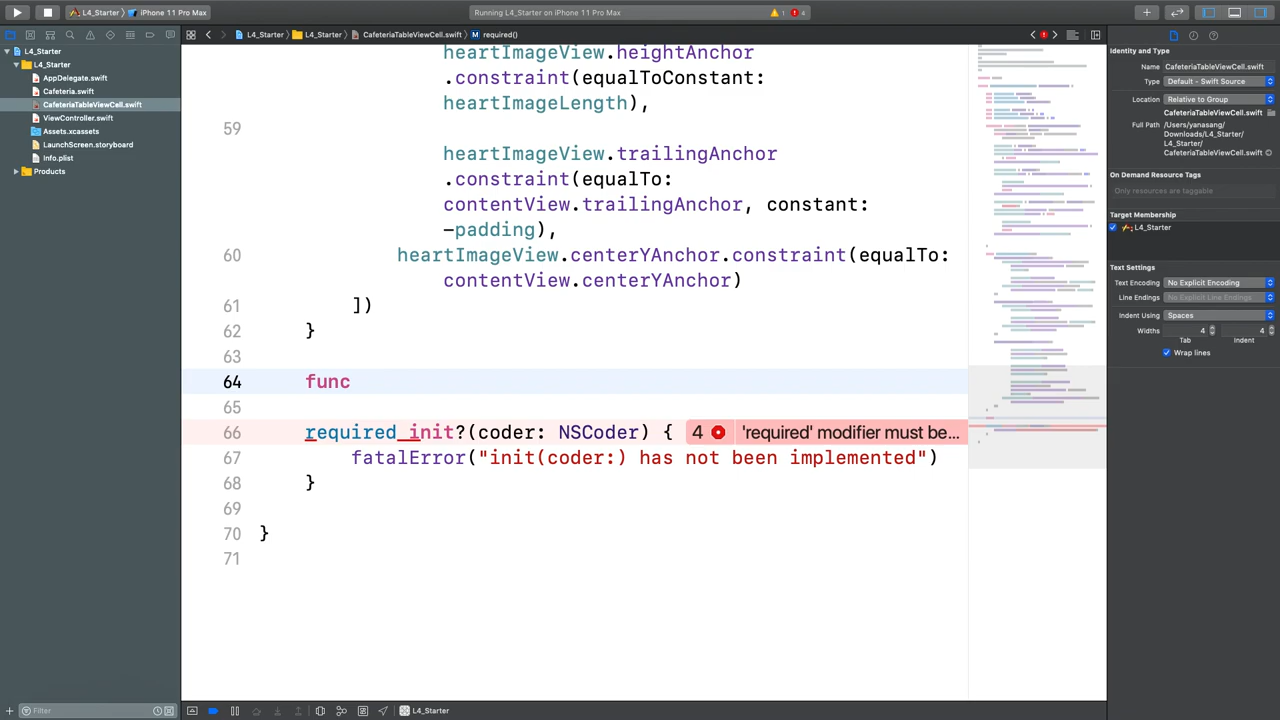 L4_Starter
iPhone 11 Pro Max
Running L4_Starter on iPhone 11 Pro Max
1
4
L4_Starter
L4_Starter
CafeteriaTableViewCell.swift
M
required()
L4_Starter
L4_Starter
AppDelegate.swift
Cafeteria.swift
CafeteriaTableViewCell.swift
ViewController.swift
Assets.xcassets
LaunchScreen.storyboard
Info.plist
Products
heartImageView.heightAnchor
.constraint(equalToConstant:
heartImageLength),
59
heartImageView.trailingAnchor
.constraint(equalTo:
contentView.trailingAnchor, constant:
-padding),
60 heartImageView.centerYAnchor.constraint(equalTo:
contentView.centerYAnchor)
61 ])
62 }
63
64 func
65
66 required init?(coder: NSCoder) { 4 'required' modifier must be...
67 fatalError("init(coder:) has not been implemented")
68 }
69
70 }
71
Identity and Type
Name CafeteriaTableViewCell.swift
Type Default - Swift Source
Location Relative to Group
CafeteriaTableViewCell.swift
L4_Starter/
L4_Starter/
CafeteriaTableViewCell.swift
On Demand Resource Tags
Only resources are taggable
Target Membership
L4_Starter
Text Settings
Text Encoding No Explicit Encoding
Line Endings No Explicit Line Endings
Indent Using Spaces
Widths 4 4
Tab Indent
Wrap lines
Filter
L4_Starter